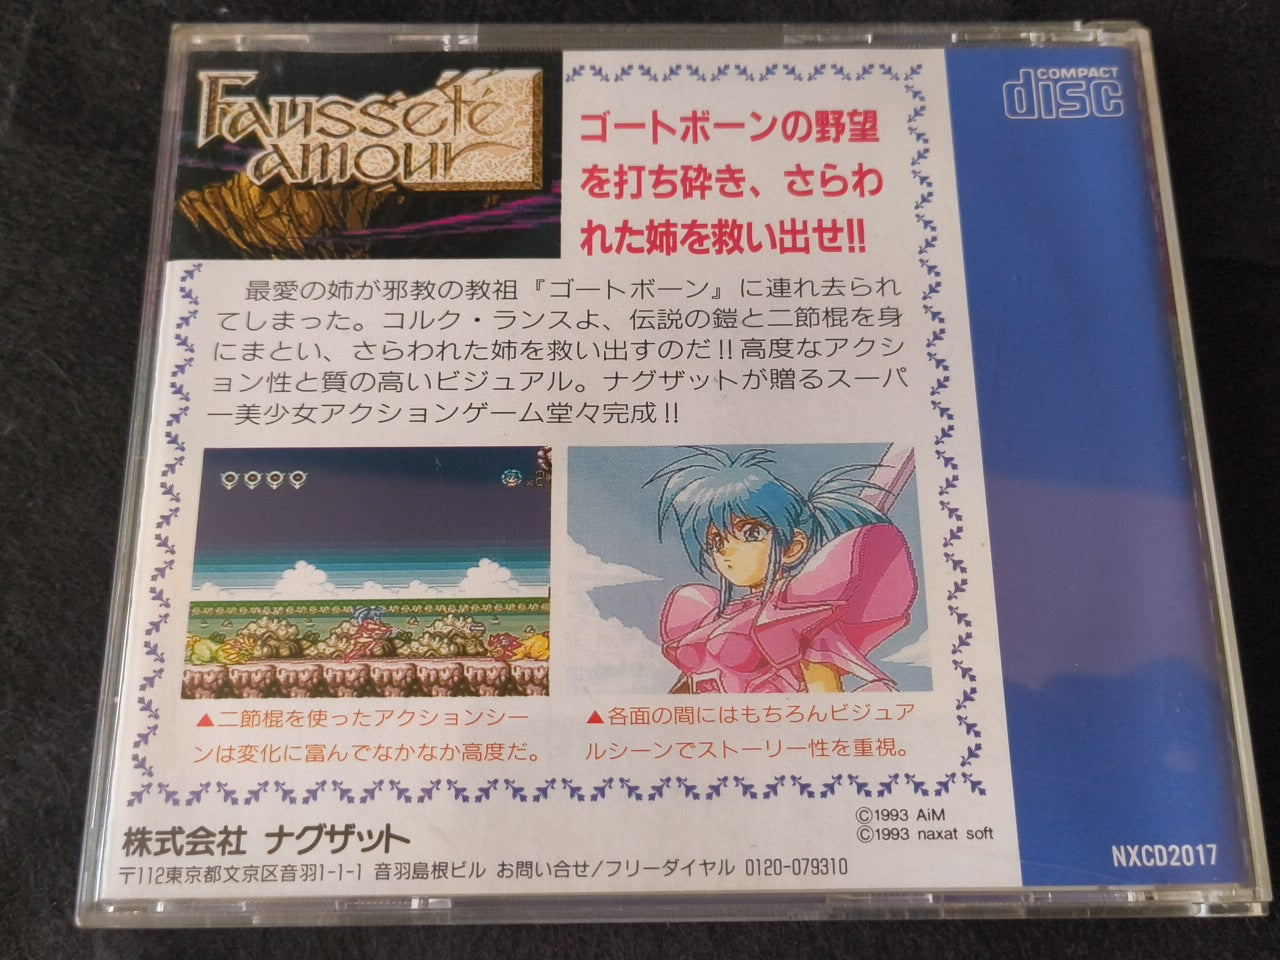 Fausseté
amour
COMPACT
disc
ゴートボーンの野望
を打ち砕き、さらわ
れた姉を救い出せ!!
最愛の姉が邪教の教祖『ゴートボーン』に連れ去られ
てしまった。コルク・ランスよ、伝説の鎧と二節棍を身
にまとい、さらわれた姉を救い出すのだ!!高度なアクシ
ョン性と質の高いビジュアル。ナグザットが贈るスーパ
ー美少女アクションゲーム堂々完成!!
×2
▲二節棍を使ったアクションシー
ンは変化に富んでなかなか高度だ。
▲各面の間にはもちろんビジュア
ルシーンでストーリー性を重視。
©1993 AiM
©1993 naxat soft
株式会社 ナグザット
〒112東京都文京区音羽1-1-1 音羽島根ビル お問い合せ/フリーダイヤル 0120-079310
NXCD2017